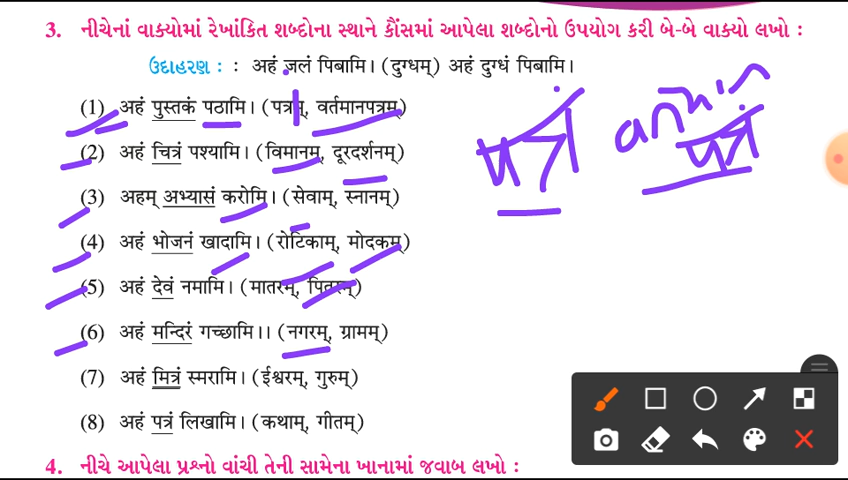 3. નીચેનાં વાક્યોમાં રેખાંકિત શબ્દોના સ્થાને કૌંસમાં આપેલા શબ્દોનો ઉપયોગ કરી બે-બે વાક્યો લખો :
ઉદાહરણ : : अहं जलं पिबामि। (दुग्धम्) अहं दुग्धं पिबामि।
(1) अहं पुस्तकं पठामि। (पत्रम्, वर्तमानपत्रम्)
(2) अहं चित्रं पश्यामि। (विमानम्, दूरदर्शनम्)
(3) अहम् अभ्यासं करोमि। (सेवाम्, स्नानम्)
(4) अहं भोजनं खादामि। (रोटिकाम्, मोदकम्)
(5) अहं देवं नमामि। (मातरम्, पितरम्)
(6) अहं मन्दिरं गच्छामि।। (नगरम्, ग्रामम्)
(7) अहं मित्रं स्मरामि। (ईश्वरम्, गुरुम्)
(8) अहं पत्रं लिखामि। (कथाम्, गीतम्)
4. નીચે આપેલા પ્રશ્નો વાંચી તેની સામેના ખાનામાં જવાબ લખો :
पत्रं
पत्रं